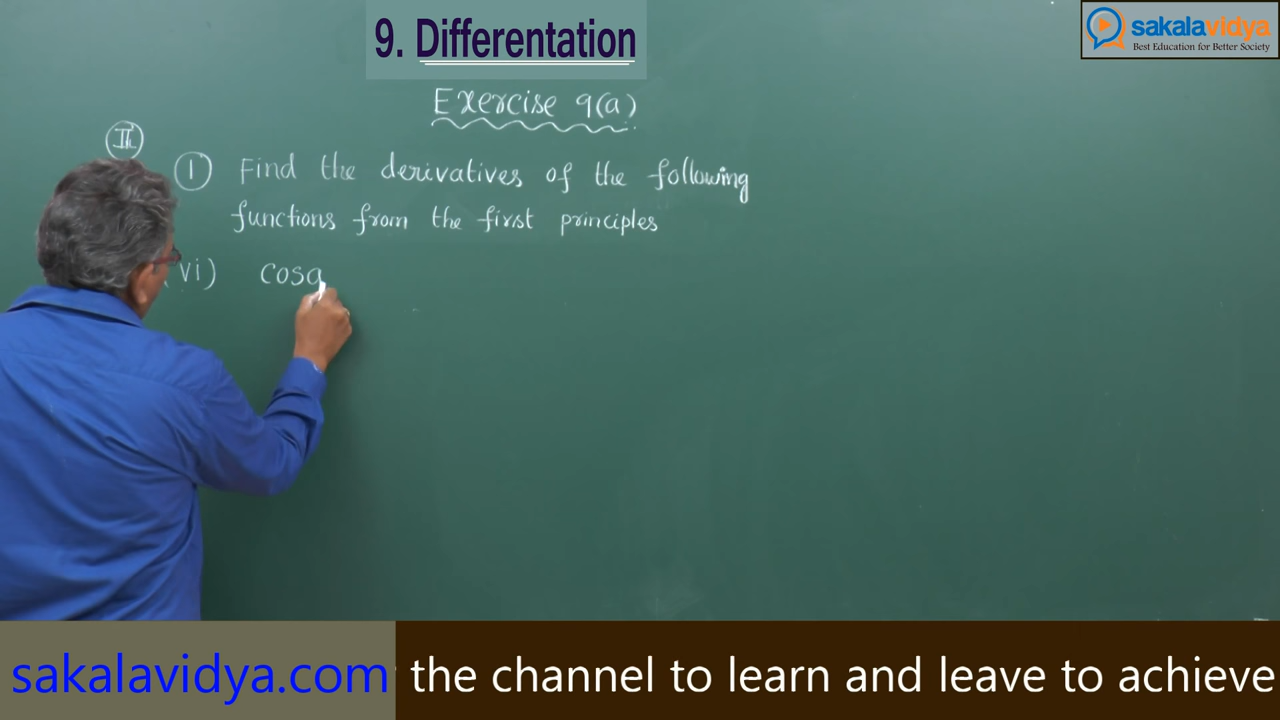 9. Differentation
sakalavidya
Best Education for Better Society
Exercise 9(a)
II
1 Find the derivatives of the following
functions from the first principles
vi) cosa
sakalavidya.com the channel to learn and leave to achieve